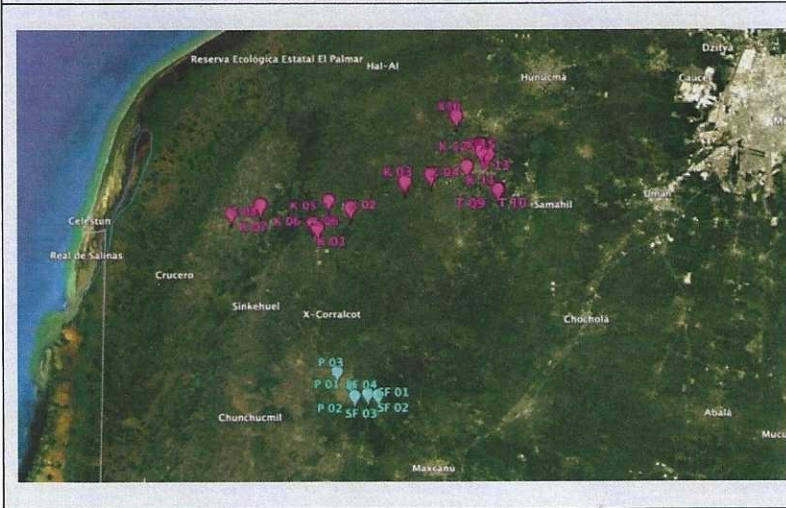 Dzitya
Reserva Ecológica Estatal El Palmar
Hal-Al
Hunucmá
Caucel
K 03
K 04
K 05
K 02
T 09
T 10
Samahil
Umán
Celestun
K 06
K 01
Real de Salinas
Crucero
Sinkehuel
X-Corralcot
Chocholá
P 03
P 01
SF 04
SF 01
P 02
SF 03
SF 02
Chunchucmil
Abalá
Maxcanú